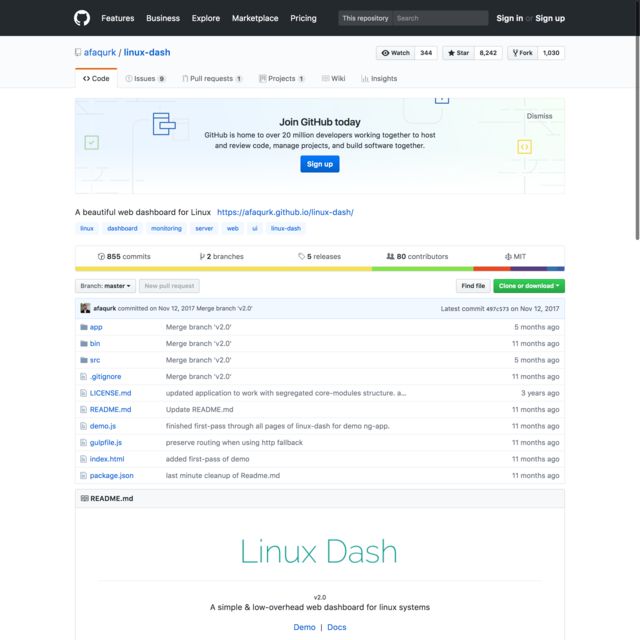 Features Business Explore Marketplace Pricing This repository Search Sign in or Sign up
afaqurk / linux-dash Watch 344 Star 8,242 Fork 1,030
Code Issues 9 Pull requests 1 Projects 1 Wiki Insights
Join GitHub today
Dismiss
GitHub is home to over 20 million developers working together to host
and review code, manage projects, and build software together.
Sign up
A beautiful web dashboard for Linux https://afaqurk.github.io/linux-dash/
linux dashboard monitoring server web ui linux-dash
855 commits 2 branches 5 releases 80 contributors MIT
Branch: master New pull request Find file Clone or download
afaqurk committed on Nov 12, 2017 Merge branch 'v2.0' Latest commit 497c573 on Nov 12, 2017
app Merge branch 'v2.0' 5 months ago
bin Merge branch 'v2.0' 11 months ago
src Merge branch 'v2.0' 5 months ago
.gitignore Merge branch 'v2.0' 11 months ago
LICENSE.md updated application to work with segregated core-modules structure. a... 3 years ago
README.md Update README.md 11 months ago
demo.js finished first-pass through all pages of linux-dash for demo ng-app. 11 months ago
gulpfile.js preserve routing when using http fallback 11 months ago
index.html added first-pass of demo 11 months ago
package.json last minute cleanup of Readme.md 11 months ago
README.md
Linux Dash
v2.0
A simple & low-overhead web dashboard for linux systems
Demo | Docs